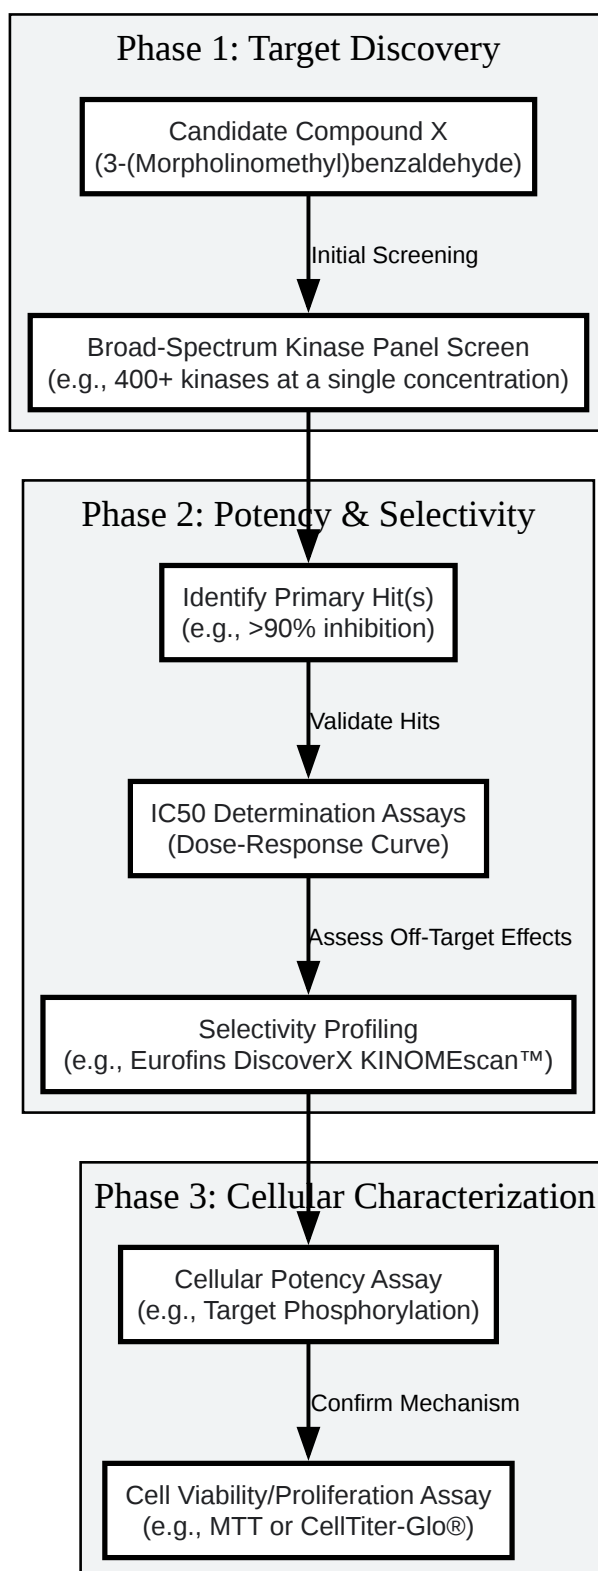 Phase 1: Target Discovery
Candidate Compound X
(3-(Morpholinomethyl)benzaldehyde)
Initial Screening
Broad-Spectrum Kinase Panel Screen
(e.g., 400+ kinases at a single concentration)
Phase 2: Potency & Selectivity
Identify Primary Hit(s)
(e.g., >90% inhibition)
Validate Hits
IC50 Determination Assays
(Dose-Response Curve)
Assess Off-Target Effects
Selectivity Profiling
(e.g., Eurofins DiscoverX KINOMEscan™)
Phase 3: Cellular Characterization
Cellular Potency Assay
(e.g., Target Phosphorylation)
Confirm Mechanism
Cell Viability/Proliferation Assay
(e.g., MTT or CellTiter-Glo®)